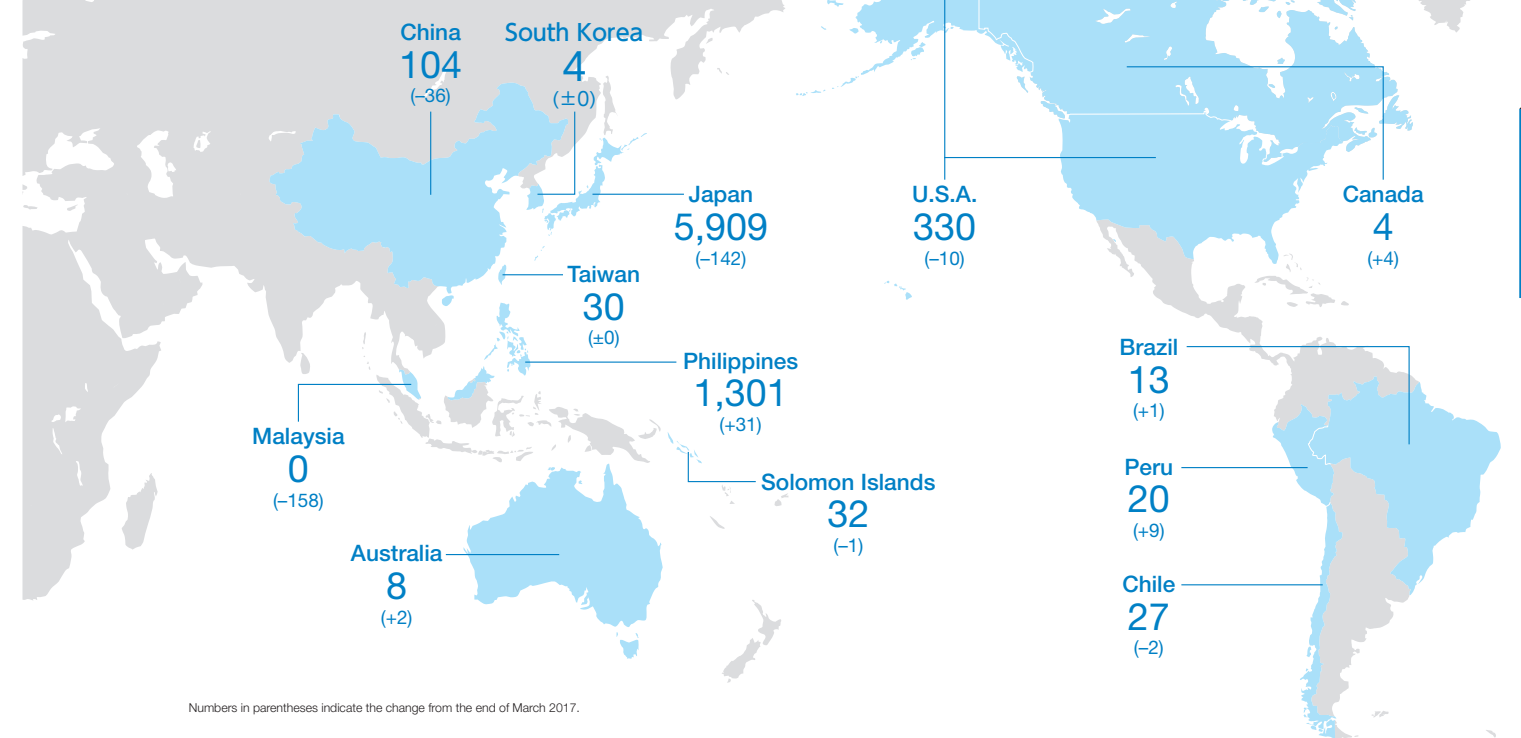 China
104
(–36)
South Korea
4
(±0)
Japan
5,909
(–142)
U.S.A.
330
(–10)
Canada
4
(+4)
Taiwan
30
(±0)
Philippines
1,301
(+31)
Malaysia
0
(–158)
Solomon Islands
32
(–1)
Australia
8
(+2)
Brazil
13
(+1)
Peru
20
(+9)
Chile
27
(–2)
Numbers in parentheses indicate the change from the end of March 2017.